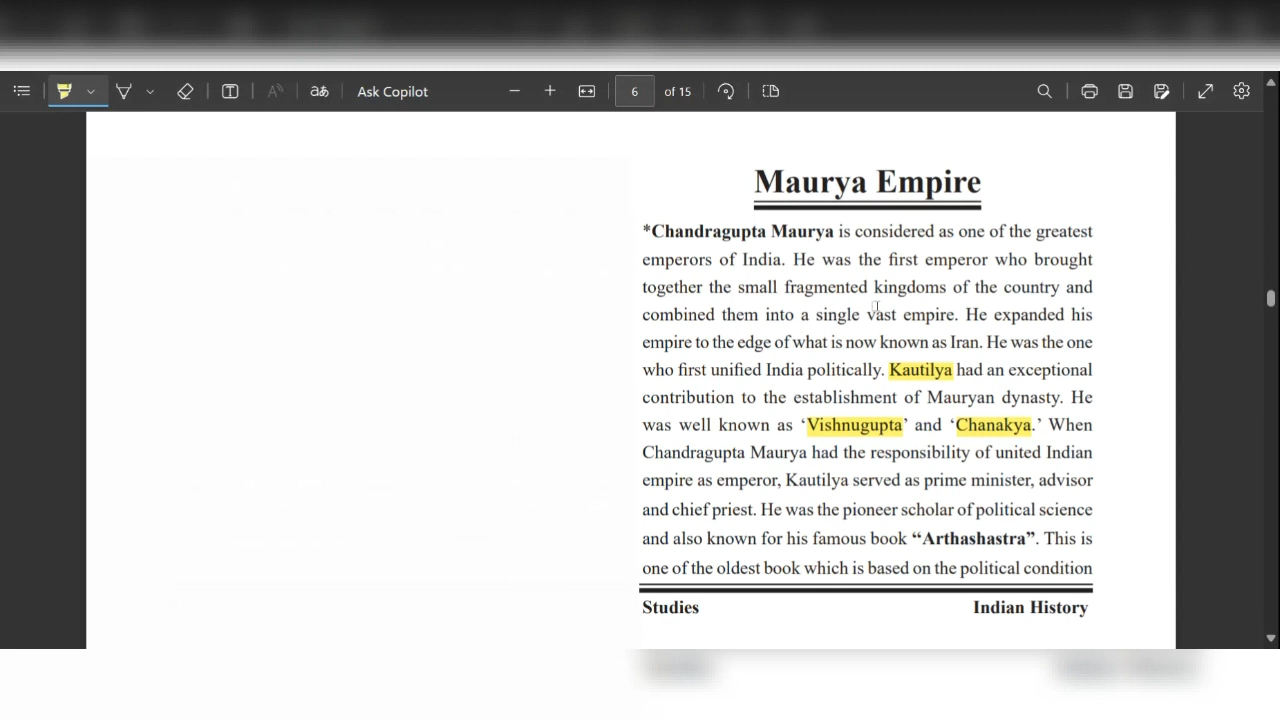 Ask Copilot
6 of 15
Maurya Empire
*Chandragupta Maurya is considered as one of the greatest
emperors of India. He was the first emperor who brought
together the small fragmented kingdoms of the country and
combined them into a single vast empire. He expanded his
empire to the edge of what is now known as Iran. He was the one
who first unified India politically. Kautilya had an exceptional
contribution to the establishment of Mauryan dynasty. He
was well known as ‘Vishnugupta’ and ‘Chanakya.’ When
Chandragupta Maurya had the responsibility of united Indian
empire as emperor, Kautilya served as prime minister, advisor
and chief priest. He was the pioneer scholar of political science
and also known for his famous book “Arthashastra”. This is
one of the oldest book which is based on the political condition
Studies Indian History